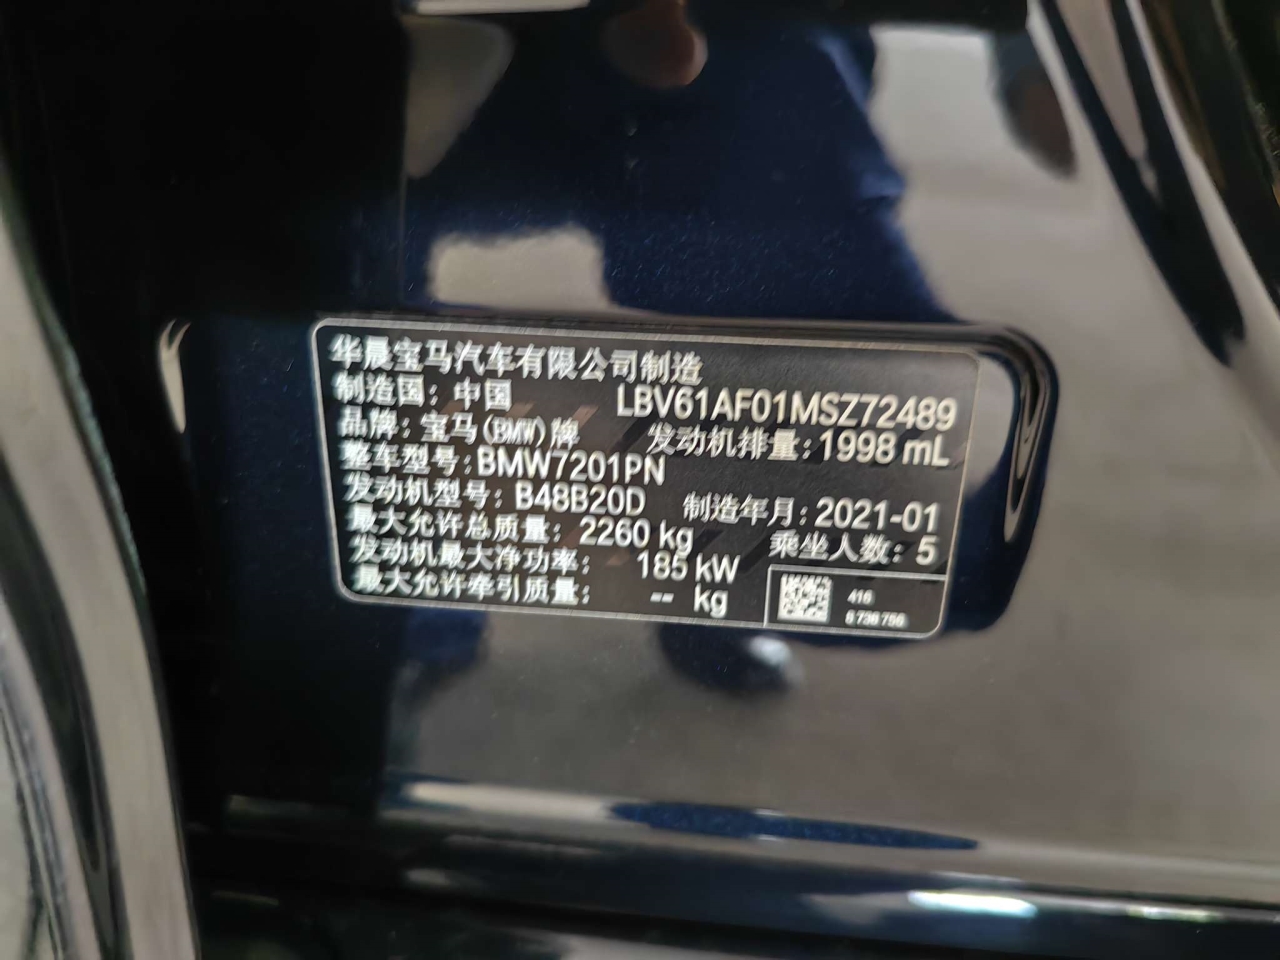 华晨宝马汽车有限公司制造
制造国：中国 LBV61AF01MSZ72489
品牌：宝马(BMW)牌 发动机排量：1998 mL
整车型号：BMW7201PN
发动机型号：B48B20D 制造年月：2021-01
最大允许总质量：2260 kg 乘坐人数：5
发动机最大净功率：185 kW
最大允许牵引质量：-- kg
416